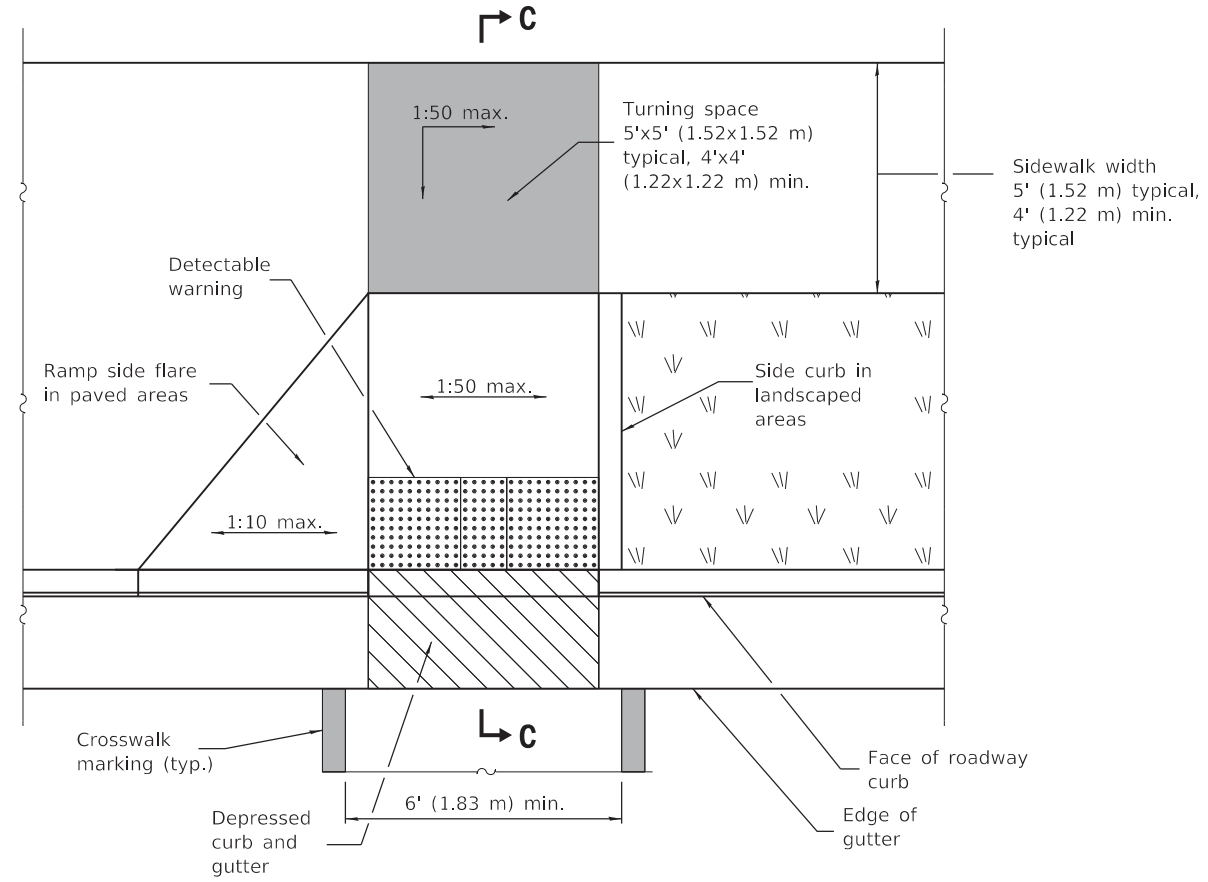 C
1:50 max.
Turning space
5'x5' (1.52x1.52 m)
typical, 4'x4'
(1.22x1.22 m) min.
Sidewalk width
5' (1.52 m) typical,
4' (1.22 m) min.
typical
Detectable
warning
Ramp side flare
in paved areas
1:50 max.
Side curb in
landscaped
areas
1:10 max.
C
Crosswalk
marking (typ.)
Face of roadway
curb
6' (1.83 m) min.
Depressed
curb and
gutter
Edge of
gutter